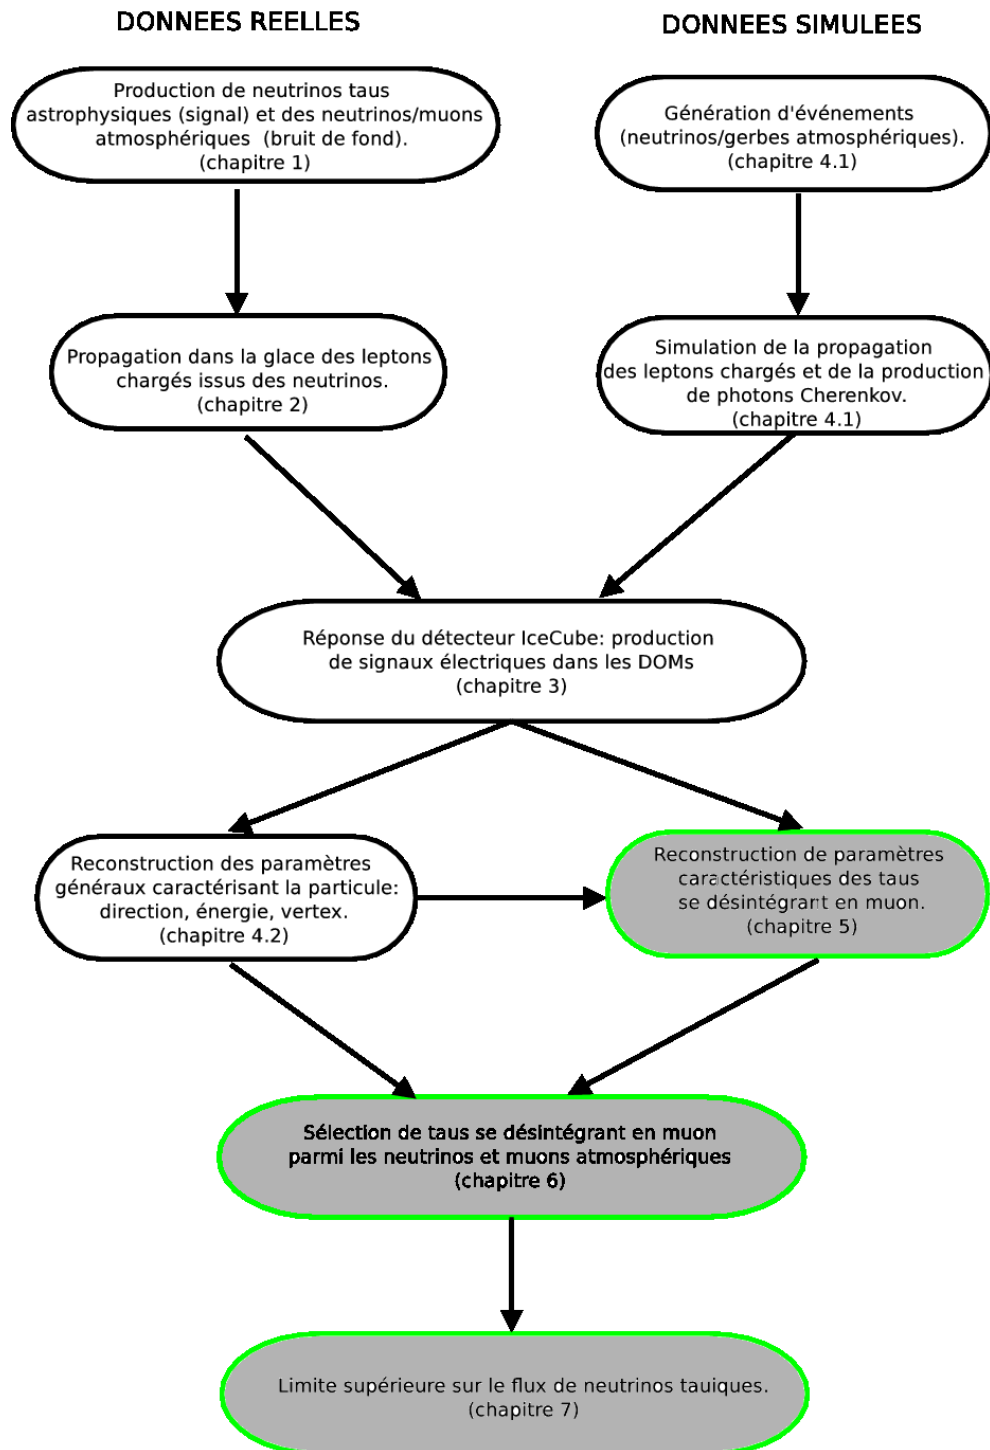 DONNEES REELLES
DONNEES SIMULEES
Production de neutrinos taus
astrophysiques (signal) et des neutrinos/muons
atmosphériques (bruit de fond).
(chapitre 1)
Génération d'événements
(neutrinos/gerbes atmosphériques).
(chapitre 4.1)
Propagation dans la glace des leptons
chargés issus des neutrinos.
(chapitre 2)
Simulation de la propagation
des leptons chargés et de la production
de photons Cherenkov.
(chapitre 4.1)
Réponse du détecteur IceCube: production
de signaux électriques dans les DOMs
(chapitre 3)
Reconstruction des paramètres
généraux caractérisant la particule:
direction, énergie, vertex.
(chapitre 4.2)
Reconstruction de paramètres
caractéristiques des taus
se désintégrant en muon.
(chapitre 5)
Sélection de taus se désintégrant en muon
parmi les neutrinos et muons atmosphériques
(chapitre 6)
Limite supérieure sur le flux de neutrinos tauiques.
(chapitre 7)